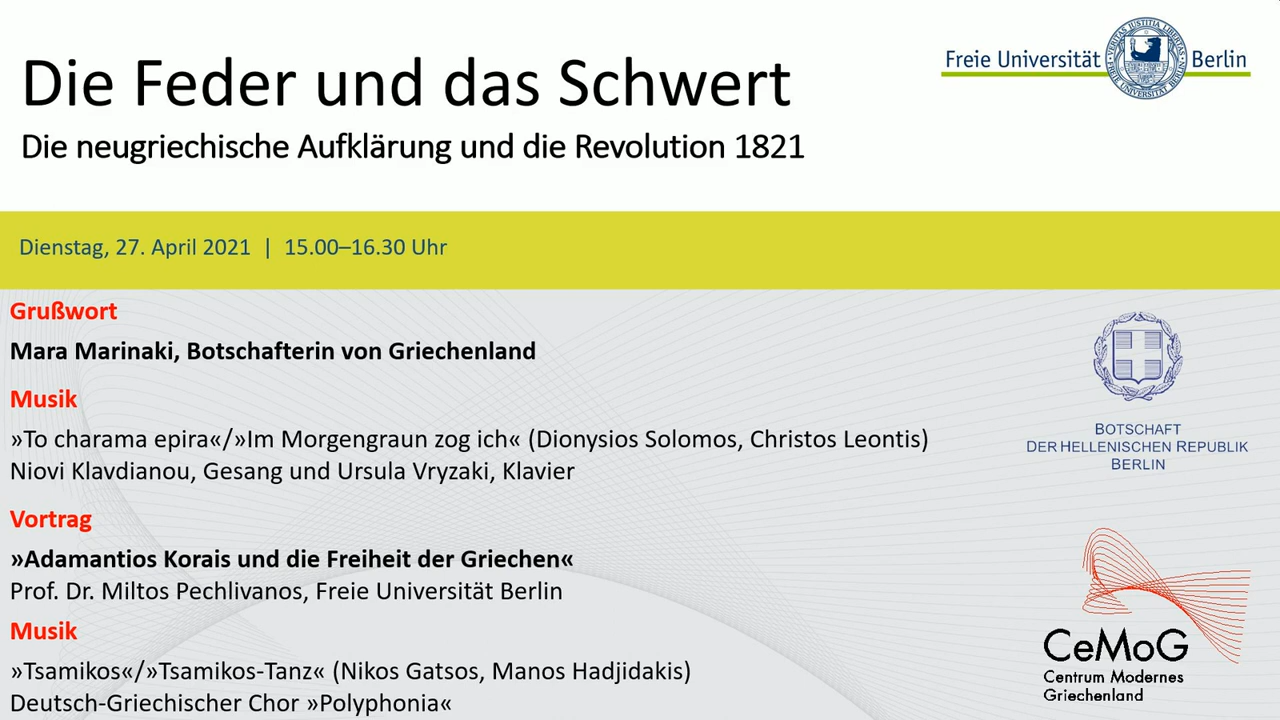 Die Feder und das Schwert
Die neugriechische Aufklärung und die Revolution 1821
Freie Universität Berlin
Dienstag, 27. April 2021 | 15.00–16.30 Uhr
Grußwort
Mara Marinaki, Botschafterin von Griechenland
Musik
»To charama epira«/»Im Morgengraun zog ich« (Dionysios Solomos, Christos Leontis)
Niovi Klavdianou, Gesang und Ursula Vryzaki, Klavier
Vortrag
»Adamantios Korais und die Freiheit der Griechen«
Prof. Dr. Miltos Pechlivanos, Freie Universität Berlin
Musik
»Tsamikos«/»Tsamikos-Tanz« (Nikos Gatsos, Manos Hadjidakis)
Deutsch-Griechischer Chor »Polyphonia«
BOTSCHAFT
DER HELLENISCHEN REPUBLIK
BERLIN
CeMoG
Centrum Modernes
Griechenland